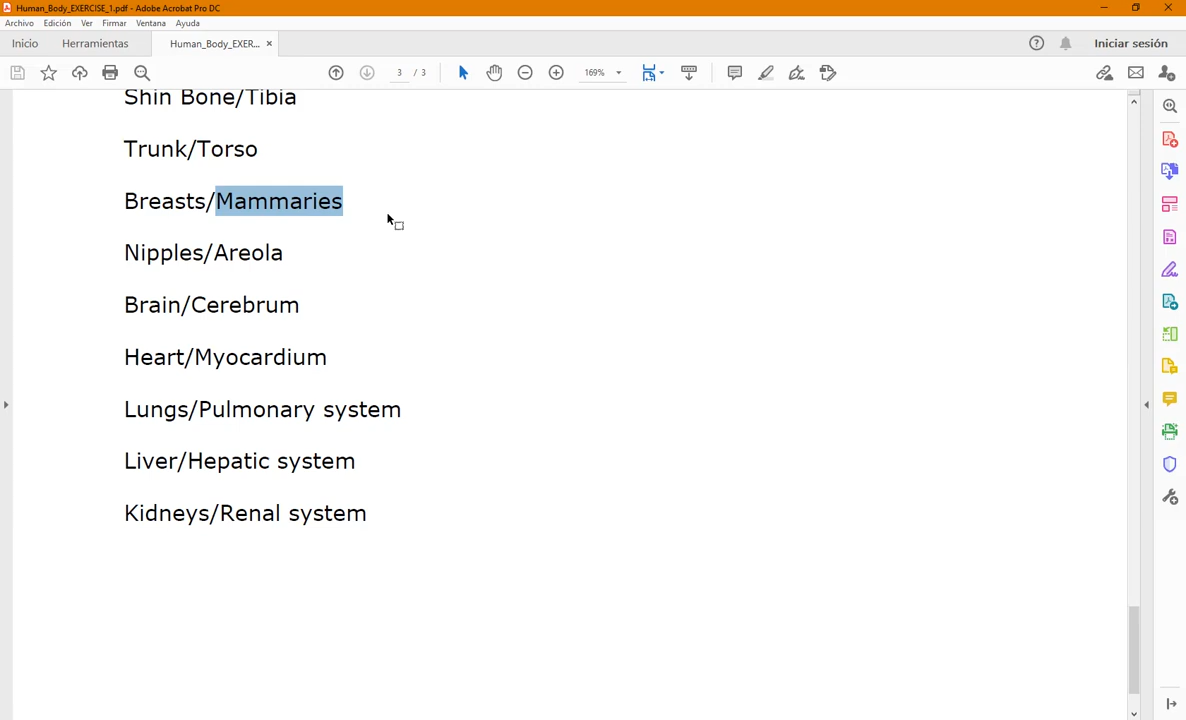 Human_Body_EXERCISE_1.pdf - Adobe Acrobat Pro DC
Archivo Edición Ver Firmar Ventana Ayuda
Inicio Herramientas Human_Body_EXER... × Iniciar sesión
3 / 3 169%
Shin Bone/Tibia
Trunk/Torso
Breasts/Mammaries
Nipples/Areola
Brain/Cerebrum
Heart/Myocardium
Lungs/Pulmonary system
Liver/Hepatic system
Kidneys/Renal system